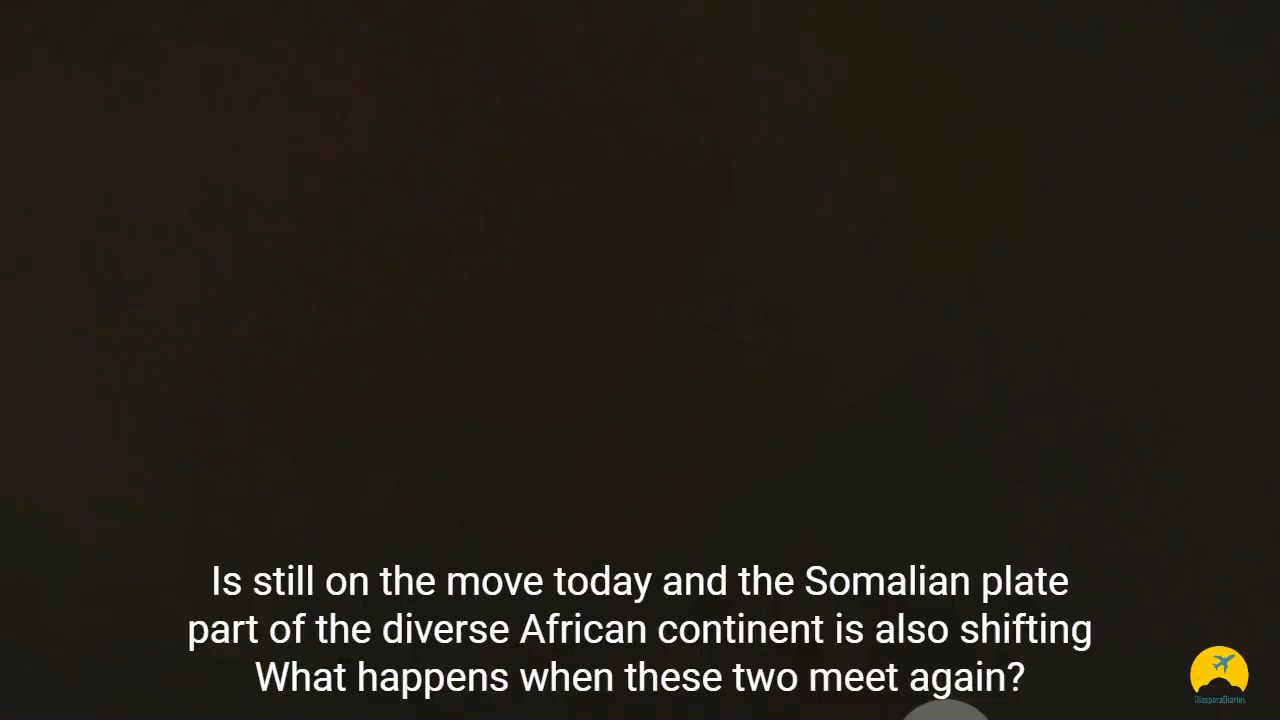 Is still on the move today and the Somalian plate
part of the diverse African continent is also shifting
What happens when these two meet again?
DiasporaDiaries